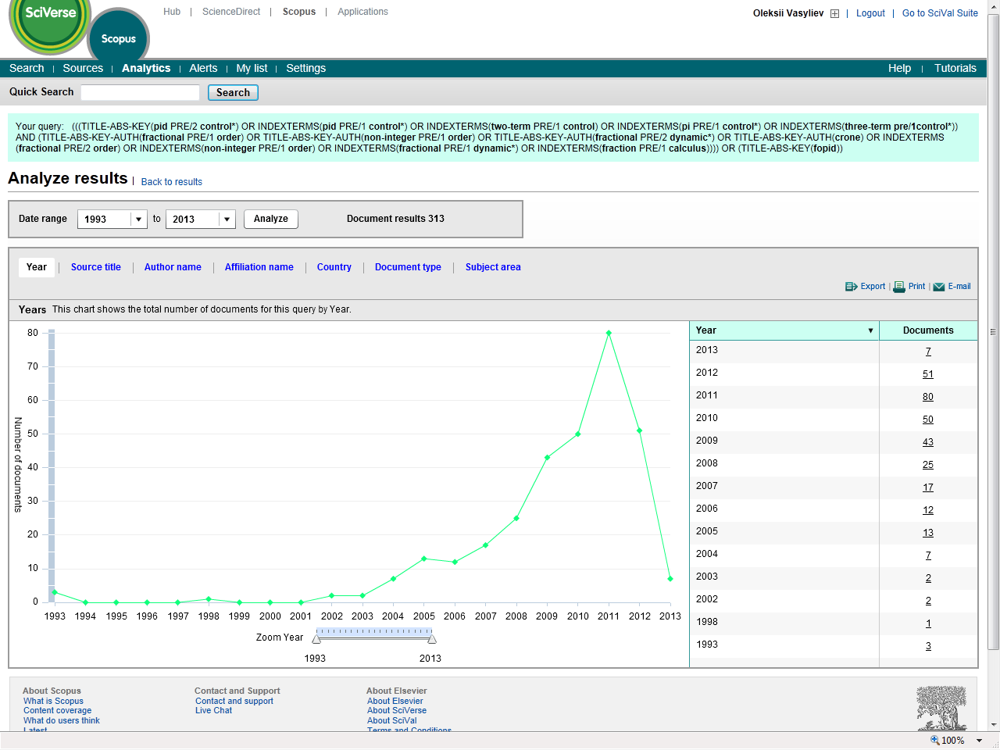 SciVerse
Scopus
Hub | ScienceDirect | Scopus | Applications
Oleksii Vasyliev | Logout | Go to SciVal Suite
Search | Sources | Analytics | Alerts | My list | Settings
Help | Tutorials
Quick Search Search
Your query: (((TITLE-ABS-KEY(pid PRE/2 control*) OR INDEXTERMS(pid PRE/1 control*) OR INDEXTERMS(two-term PRE/1 control) OR INDEXTERMS(pi PRE/1 control*) OR INDEXTERMS(three-term pre/1control*))
AND (TITLE-ABS-KEY-AUTH(fractional PRE/1 order) OR TITLE-ABS-KEY-AUTH(non-integer PRE/1 order) OR TITLE-ABS-KEY-AUTH(fractional PRE/2 dynamic*) OR TITLE-ABS-KEY-AUTH(crone) OR INDEXTERMS
(fractional PRE/2 order) OR INDEXTERMS(non-integer PRE/1 order) OR INDEXTERMS(fractional PRE/1 dynamic*) OR INDEXTERMS(fraction PRE/1 calculus)))) OR (TITLE-ABS-KEY(fopid))
Analyze results | Back to results
Date range 1993 to 2013 Analyze Document results 313
Year | Source title | Author name | Affiliation name | Country | Document type | Subject area
Export | Print | E-mail
Years This chart shows the total number of documents for this query by Year.
Number of documents
80
70
60
50
40
30
20
10
0
1993 1994 1995 1996 1997 1998 1999 2000 2001 2002 2003 2004 2005 2006 2007 2008 2009 2010 2011 2012 2013
Zoom Year
1993 2013
Year Documents
2013 7
2012 51
2011 80
2010 50
2009 43
2008 25
2007 17
2006 12
2005 13
2004 7
2003 2
2002 2
1998 1
1993 3
About Scopus
What is Scopus
Content coverage
What do users think
Latest
Contact and Support
Contact and support
Live Chat
About Elsevier
About Elsevier
About SciVerse
About SciVal
Terms and Conditions
100%